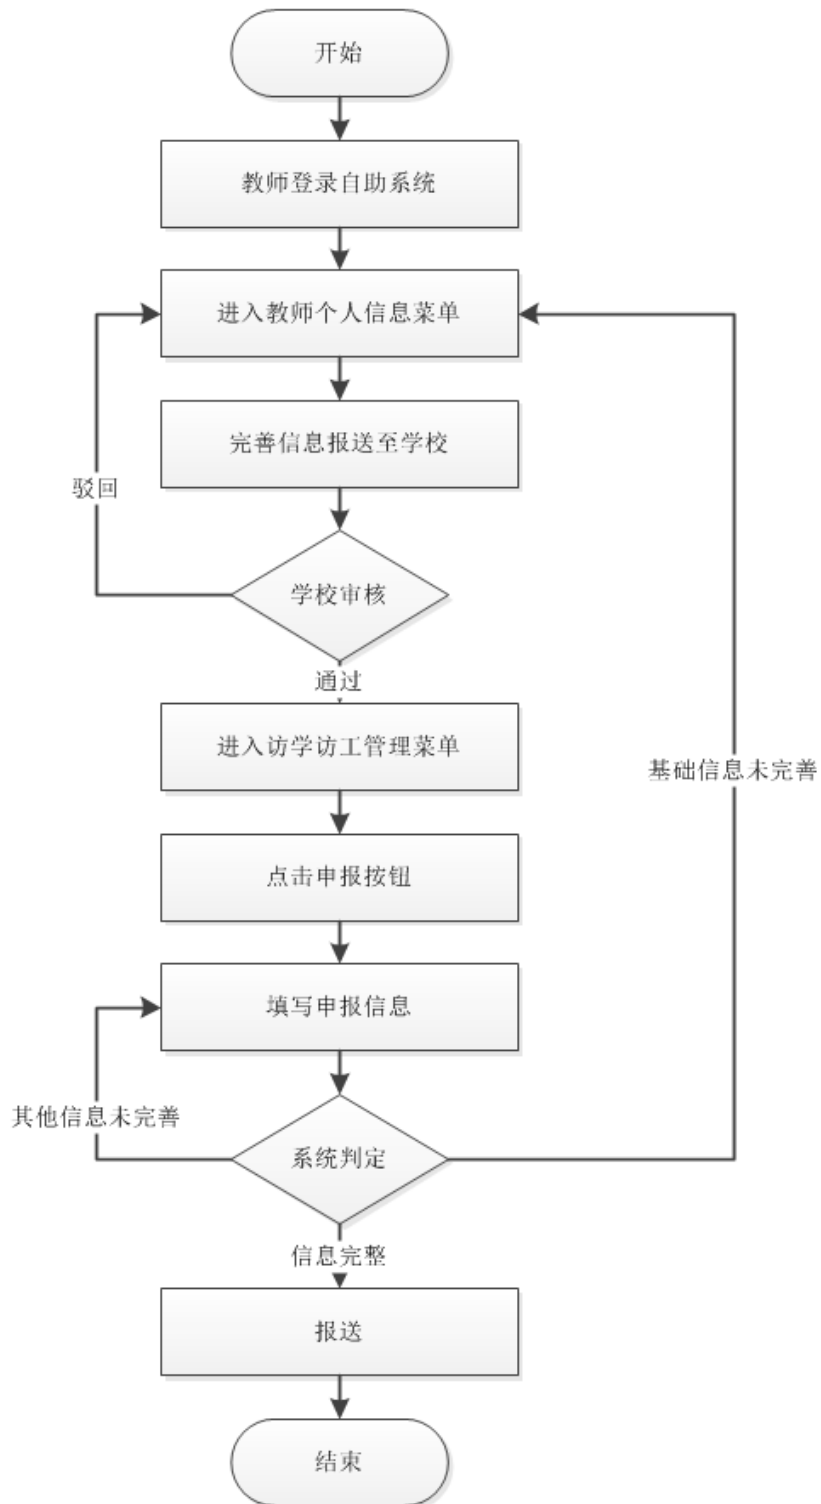 开始
教师登录自助系统
进入教师个人信息菜单
完善信息报送至学校
驳回
学校审核
通过
进入访学访工管理菜单
基础信息未完善
点击申报按钮
填写申报信息
其他信息未完善
系统判定
信息完整
报送
结束